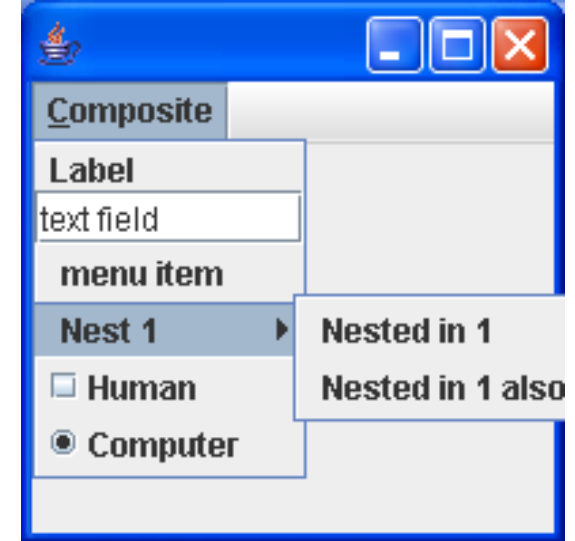 Composite
Label
text field
menu item
Nest 1
Nested in 1
Human
Nested in 1 also
Computer